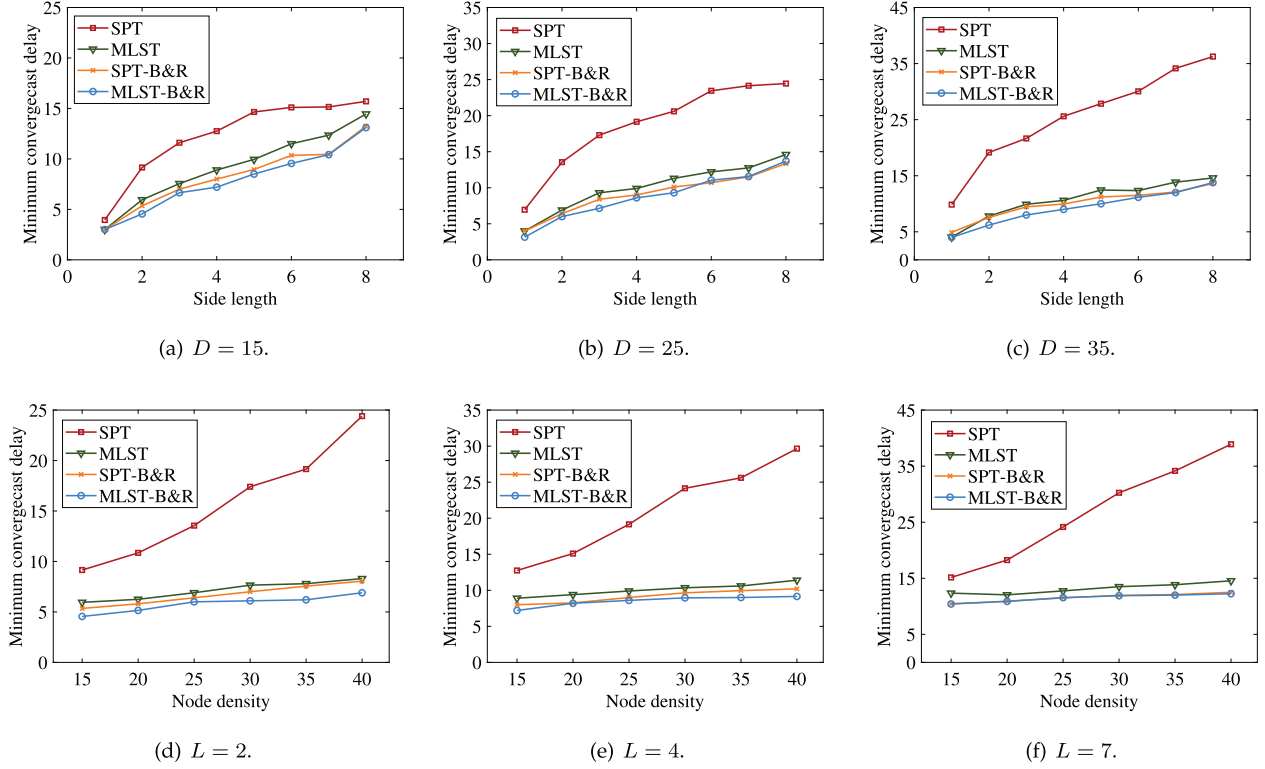 25
20
15
10
5
0
Minimum convergecast delay
SPT
MLST
SPT-B&R
MLST-B&R
0 2 4 6 8
Side length
(a) D = 15.
35
30
25
20
15
10
5
0
Minimum convergecast delay
SPT
MLST
SPT-B&R
MLST-B&R
0 2 4 6 8
Side length
(b) D = 25.
45
35
25
15
5
0
Minimum convergecast delay
SPT
MLST
SPT-B&R
MLST-B&R
0 2 4 6 8
Side length
(c) D = 35.
25
20
15
10
5
0
Minimum convergecast delay
SPT
MLST
SPT-B&R
MLST-B&R
15 20 25 30 35 40
Node density
(d) L = 2.
35
30
25
20
15
10
5
0
Minimum convergecast delay
SPT
MLST
SPT-B&R
MLST-B&R
15 20 25 30 35 40
Node density
(e) L = 4.
45
35
25
15
5
0
Minimum convergecast delay
SPT
MLST
SPT-B&R
MLST-B&R
15 20 25 30 35 40
Node density
(f) L = 7.